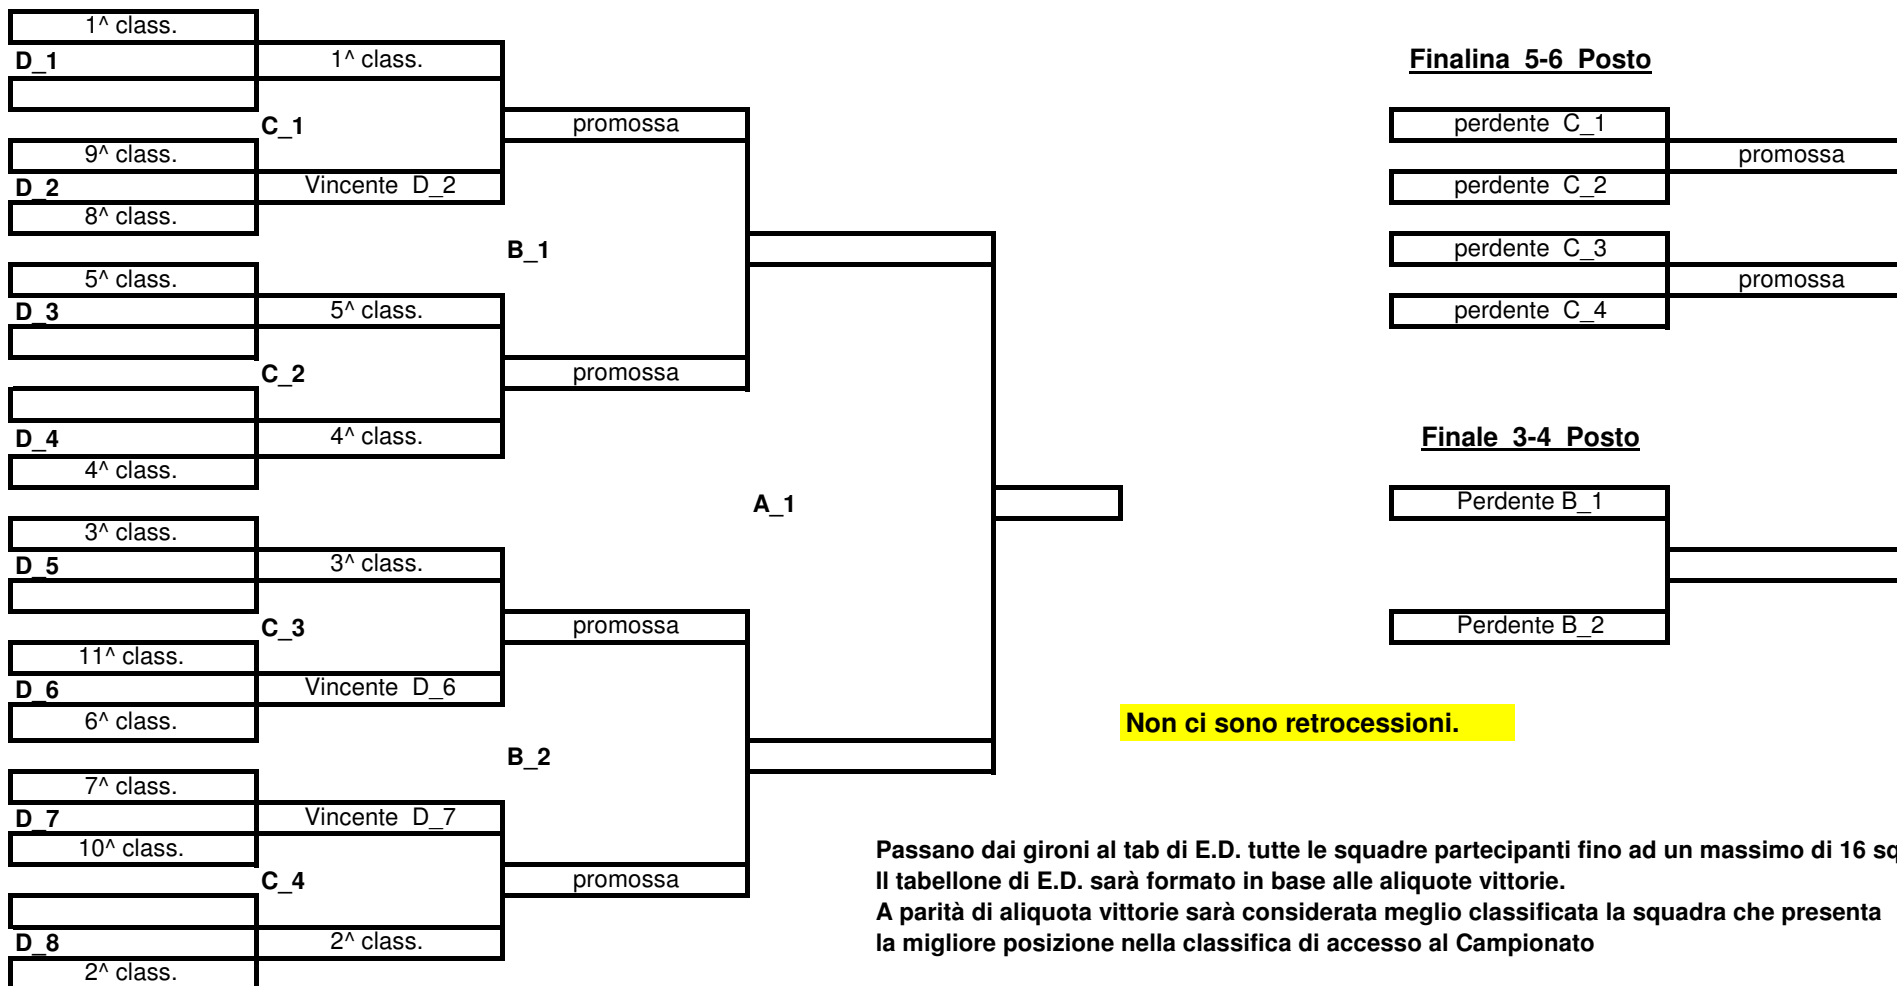 1^ class.
D_1
1^ class.
C_1
promossa
9^ class.
D_2
Vincente D_2
8^ class.
B_1
5^ class.
D_3
5^ class.
C_2
promossa
D_4
4^ class.
4^ class.
A_1
3^ class.
D_5
3^ class.
C_3
promossa
11^ class.
D_6
Vincente D_6
6^ class.
B_2
7^ class.
D_7
Vincente D_7
10^ class.
C_4
promossa
D_8
2^ class.
2^ class.
Finalina 5-6 Posto
perdente C_1
promossa
perdente C_2
perdente C_3
promossa
perdente C_4
Finale 3-4 Posto
Perdente B_1
Perdente B_2
Non ci sono retrocessioni.
Passano dai gironi al tab di E.D. tutte le squadre partecipanti fino ad un massimo di 16 sq
Il tabellone di E.D. sarà formato in base alle aliquote vittorie.
A parità di aliquota vittorie sarà considerata meglio classificata la squadra che presenta
la migliore posizione nella classifica di accesso al Campionato